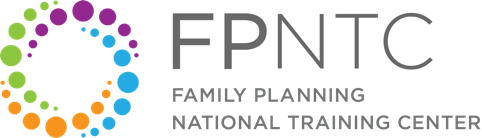 FPNTC
FAMILY PLANNING
NATIONAL TRAINING CENTER